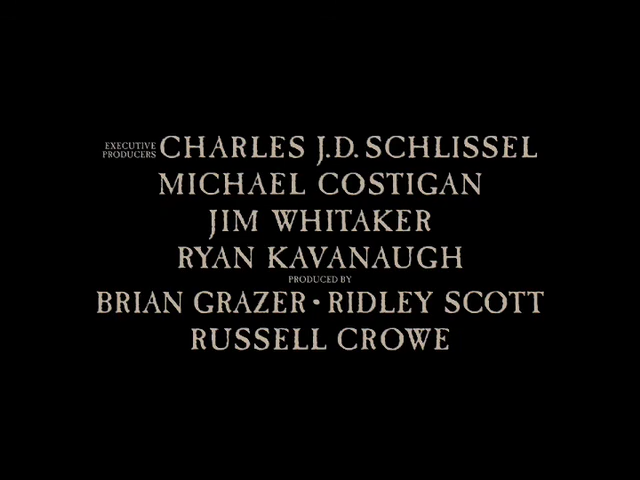 EXECUTIVE PRODUCERS CHARLES J.D. SCHLISSEL
MICHAEL COSTIGAN
JIM WHITAKER
RYAN KAVANAUGH
PRODUCED BY
BRIAN GRAZER • RIDLEY SCOTT
RUSSELL CROWE